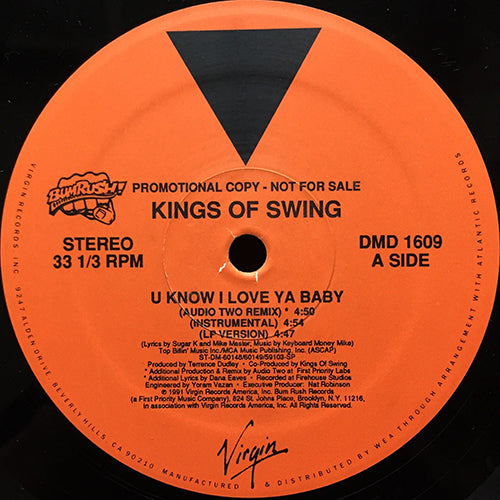 BUMRUSH!
PROMOTIONAL COPY - NOT FOR SALE
KINGS OF SWING
STEREO
33 1/3 RPM
DMD 1609
A SIDE
U KNOW I LOVE YA BABY
(AUDIO TWO REMIX) * 4:50
(INSTRUMENTAL) 4:54
(LP VERSION) 4:47
(Lyrics by Sugar K and Mike Master; Music by Keyboard Money Mike)
Top Billin' Music Inc./MCA Music Publishing, Inc. (ASCAP)
ST-DM-60148/60149/59103-SP
Produced by Terrence Dudley • Co-Produced by Kings Of Swing
* Additional Production & Remix by Audio Two at First Priority Labs
* Additional Lyrics by Dana Eaves • Recorded at Firehouse Studios
Engineered by Yoram Vazan • Executive Producer: Nat Robinson
℗ 1991 Virgin Records America, Inc. Bum Rush Records
(a First Priority Music Company), 824 St. Johns Place, Brooklyn, N.Y. 11216,
in association with Virgin Records America, Inc. All Rights Reserved.
Virgin
VIRGIN RECORDS INC. 9247 ALDEN DRIVE, BEVERLY HILLS, CA 90210 MANUFACTURED & DISTRIBUTED BY WEA THROUGH ARRANGEMENT WITH ATLANTIC RECORDS